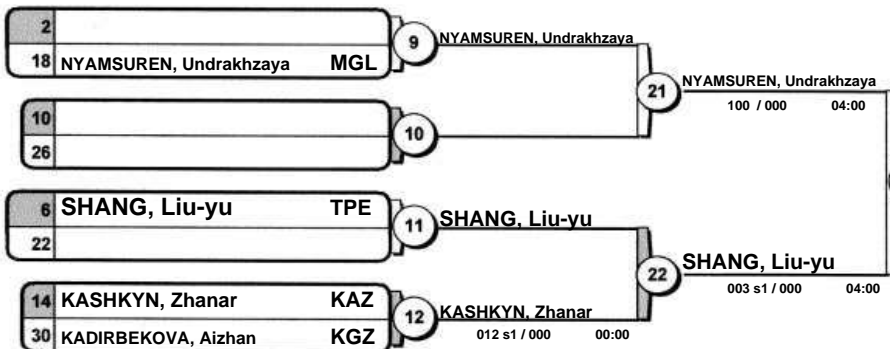 2
18 NYAMSUREN, Undrakhzaya MGL
9 NYAMSUREN, Undrakhzaya
21 NYAMSUREN, Undrakhzaya
100 / 000 04:00
10
26
10
6 SHANG, Liu-yu TPE
22
11 SHANG, Liu-yu
22 SHANG, Liu-yu
003 s1 / 000 04:00
14 KASHKYN, Zhanar KAZ
30 KADIRBEKOVA, Aizhan KGZ
12 KASHKYN, Zhanar
012 s1 / 000 00:00